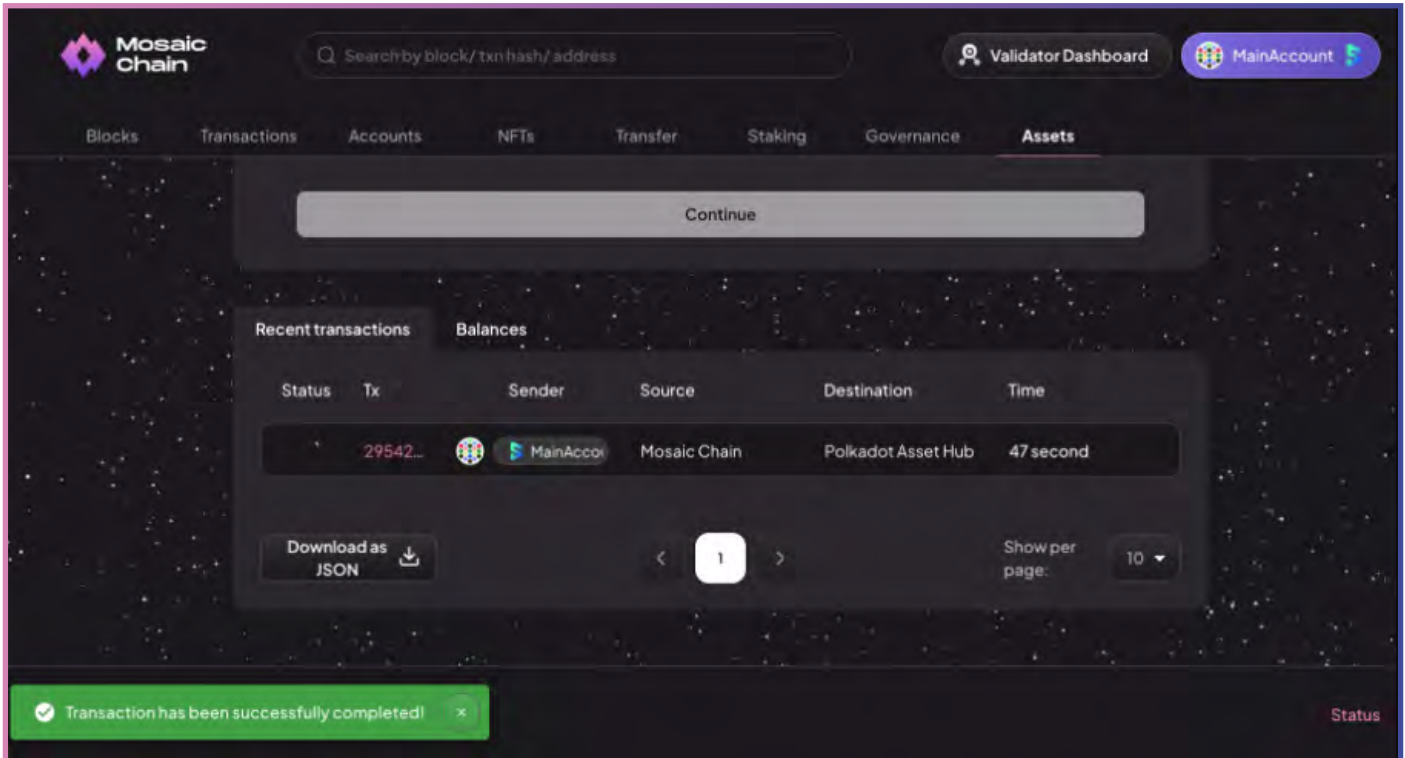 Mosaic
Chain
Search by block/ txn hash/ address
Validator Dashboard
MainAccount
Blocks Transactions Accounts NFTs Transfer Staking Governance Assets
Continue
Recent transactions Balances
Status Tx Sender Source Destination Time
29542... MainAccou Mosaic Chain Polkadot Asset Hub 47 second
Download as
JSON
1
Show per
page:
10
Transaction has been successfully completed!
Status